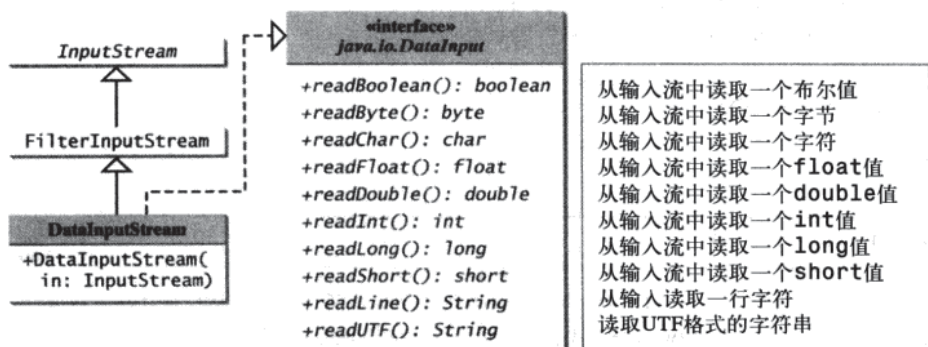 InputStream
FilterInputStream
DataInputStream
+DataInputStream(
in: InputStream)
«interface»
java.io.DataInput
+readBoolean(): boolean
+readByte(): byte
+readChar(): char
+readFloat(): float
+readDouble(): double
+readInt(): int
+readLong(): long
+readShort(): short
+readLine(): String
+readUTF(): String
从输入流中读取一个布尔值
从输入流中读取一个字节
从输入流中读取一个字符
从输入流中读取一个float值
从输入流中读取一个double值
从输入流中读取一个int值
从输入流中读取一个long值
从输入流中读取一个short值
从输入读取一行字符
读取UTF格式的字符串